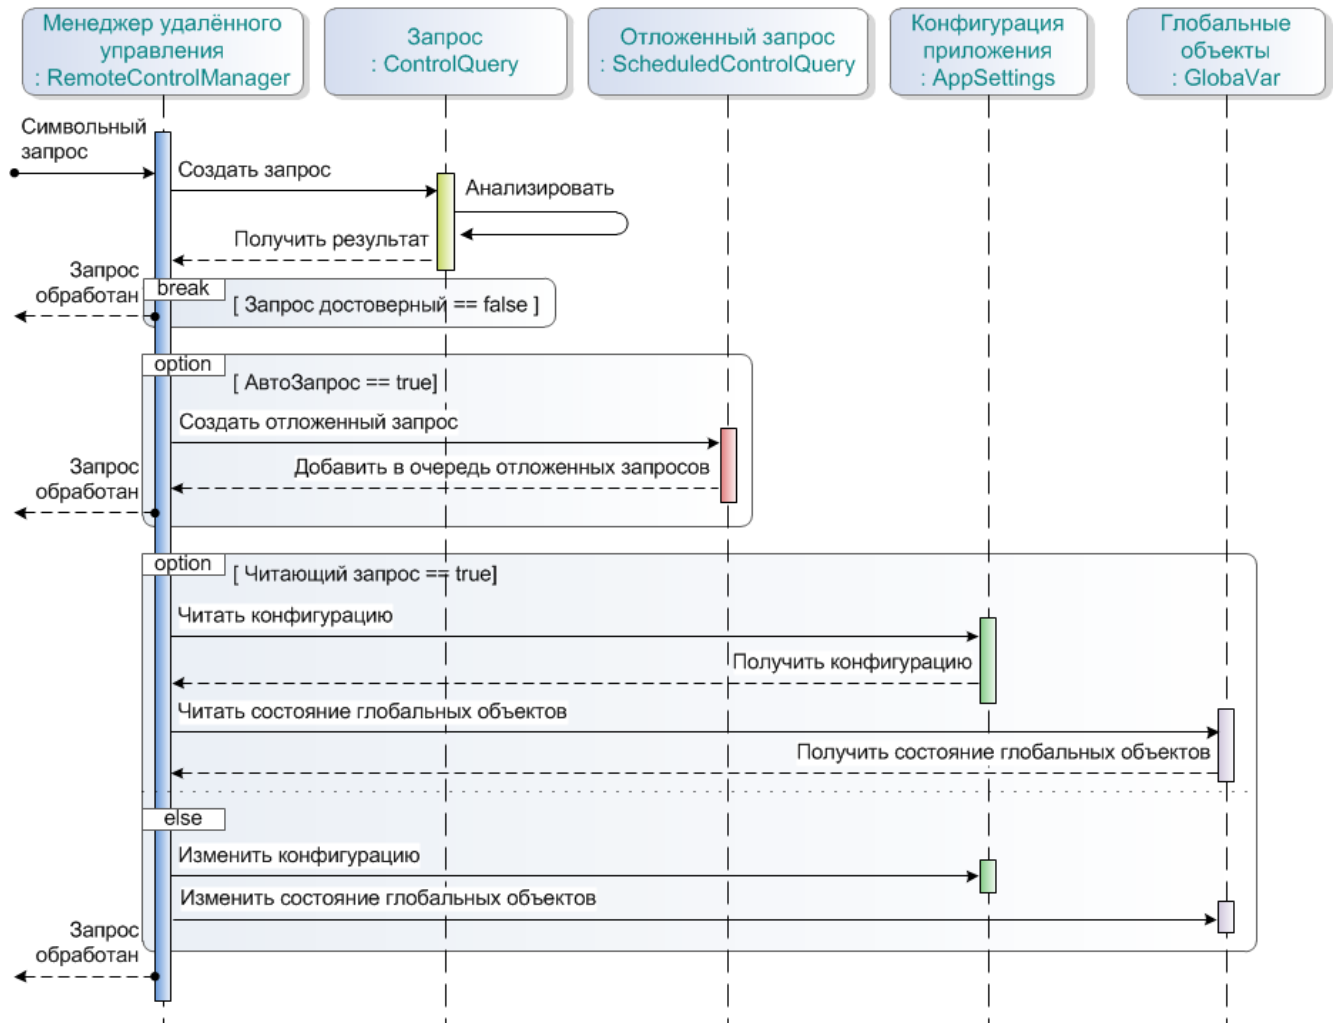 Менеджер удалённого
управления
: RemoteControlManager
Запрос
: ControlQuery
Отложенный запрос
: ScheduledControlQuery
Конфигурация
приложения
: AppSettings
Глобальные
объекты
: GlobaVar
Символьный
запрос
Создать запрос
Анализировать
Получить результат
Запрос
обработан
break
[ Запрос достоверный == false ]
option
[ АвтоЗапрос == true]
Создать отложенный запрос
Добавить в очередь отложенных запросов
Запрос
обработан
option
[ Читающий запрос == true]
Читать конфигурацию
Получить конфигурацию
Читать состояние глобальных объектов
Получить состояние глобальных объектов
else
Изменить конфигурацию
Изменить состояние глобальных объектов
Запрос
обработан